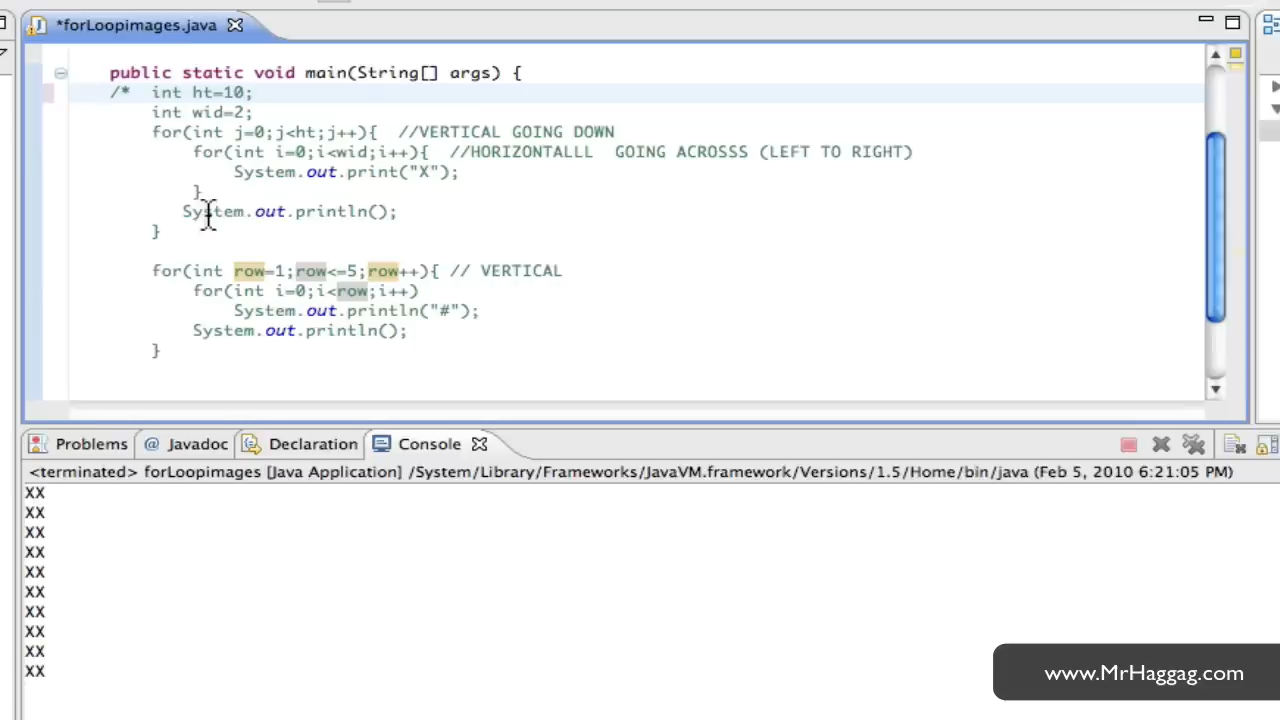 *forLoopimages.java
public static void main(String[] args) {
/* int ht=10;
int wid=2;
for(int j=0;j<ht;j++){ //VERTICAL GOING DOWN
for(int i=0;i<wid;i++){ //HORIZONTALLL GOING ACROSSS (LEFT TO RIGHT)
System.out.print("X");
}
System.out.println();
}
for(int row=1;row<=5;row++){ // VERTICAL
for(int i=0;i<row;i++)
System.out.println("#");
System.out.println();
}
Problems @ Javadoc Declaration Console
<terminated> forLoopimages [Java Application] /System/Library/Frameworks/JavaVM.framework/Versions/1.5/Home/bin/java (Feb 5, 2010 6:21:05 PM)
XX
XX
XX
XX
XX
XX
XX
XX
XX
XX
www.MrHaggag.com